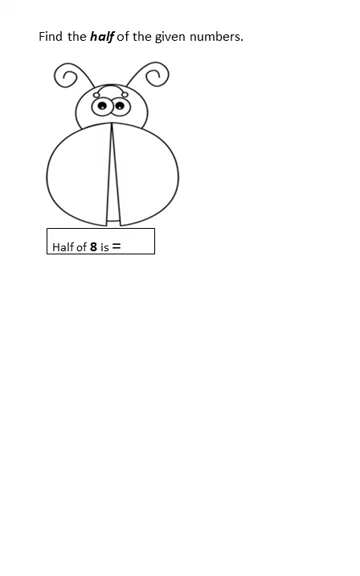 Find the half of the given numbers.
Half of 8 is =